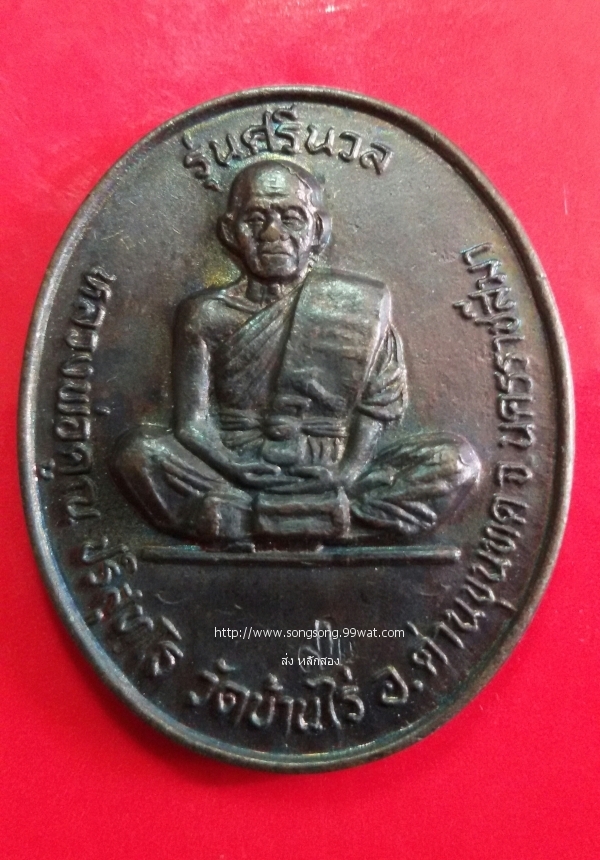 รุ่นศรีนวล
หลวงพ่อคูณ ปริสุทฺโธ วัดบ้านไร่ อ.ด่านขุนทด จ.นครราชสีมา
http://www.songsong.99wat.com
ส่ง หลักสอง